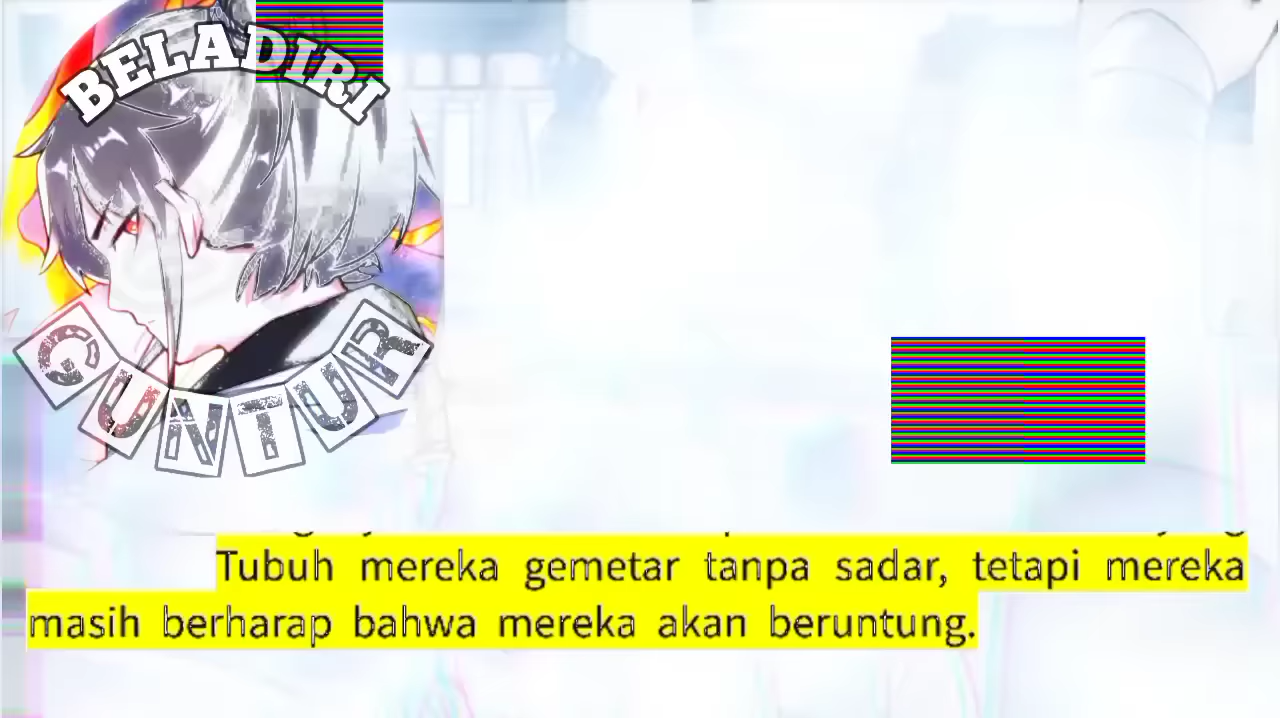 BELADIRI
GUNTUR
Tubuh mereka gemetar tanpa sadar, tetapi mereka
masih berharap bahwa mereka akan beruntung.